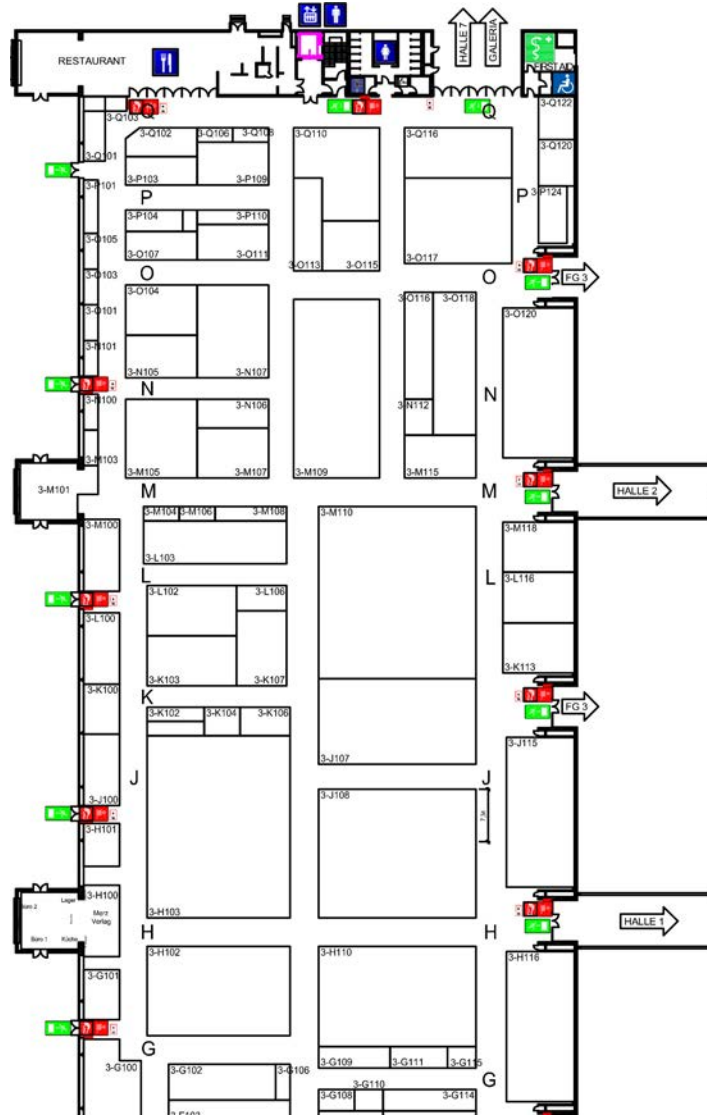 RESTAURANT
HALLE 7
GALERIA
FIRST AID
3-Q103
Q
Q
3-Q122
3-Q102
3-Q106
3-Q108
3-Q110
3-Q116
3-Q101
3-Q120
3-P101
3-P103
3-P109
P
P
3-P124
3-P104
3-P110
3-O105
3-O107
3-O111
3-O113
3-O115
3-O117
3-O103
O
O
FG 3
3-O104
3-O116
3-O118
3-O101
3-O120
3-N101
3-N105
3-N107
N
N
3-N100
3-N106
3-N112
3-M103
3-M105
3-M107
3-M109
3-M115
3-M101
M
M
HALLE 2
3-M104
3-M106
3-M108
3-M110
3-M100
3-M118
3-L103
L
L
3-L116
3-L102
3-L106
3-L100
3-K113
3-K103
3-K107
3-K100
K
FG 3
3-K102
3-K104
3-K106
3-J115
3-J107
J
J
3-J100
3-J108
3-H101
3-H100
Lager
Büro 2
Merz
Verlag
Büro 1
Küche
3-H103
HALLE 1
H
H
3-H102
3-H110
3-H116
3-G101
G
3-G109
3-G111
3-G115
3-G100
3-G102
3-G106
G
3-G110
3-G108
3-G114